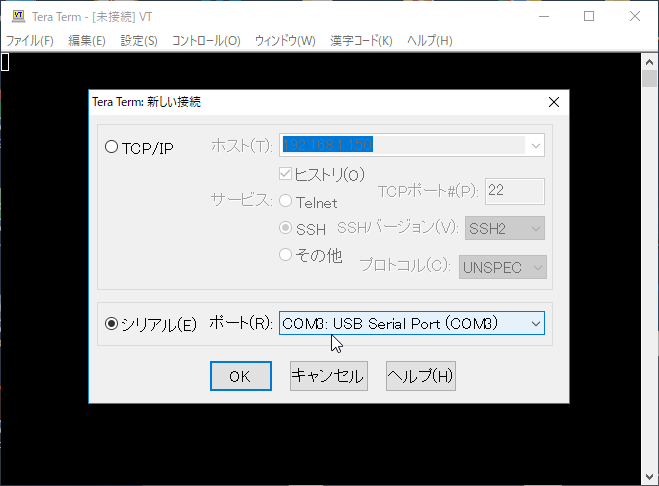 Tera Term - [未接続] VT
ファイル(F) 編集(E) 設定(S) コントロール(O) ウィンドウ(W) 漢字コード(K) ヘルプ(H)
Tera Term: 新しい接続
TCP/IP ホスト(T): 192.168.1.150
ヒストリ(O)
サービス: Telnet TCPポート#(P): 22
SSH SSHバージョン(V): SSH2
その他 プロトコル(C): UNSPEC
シリアル(E) ポート(R): COM3: USB Serial Port (COM3)
OK キャンセル ヘルプ(H)